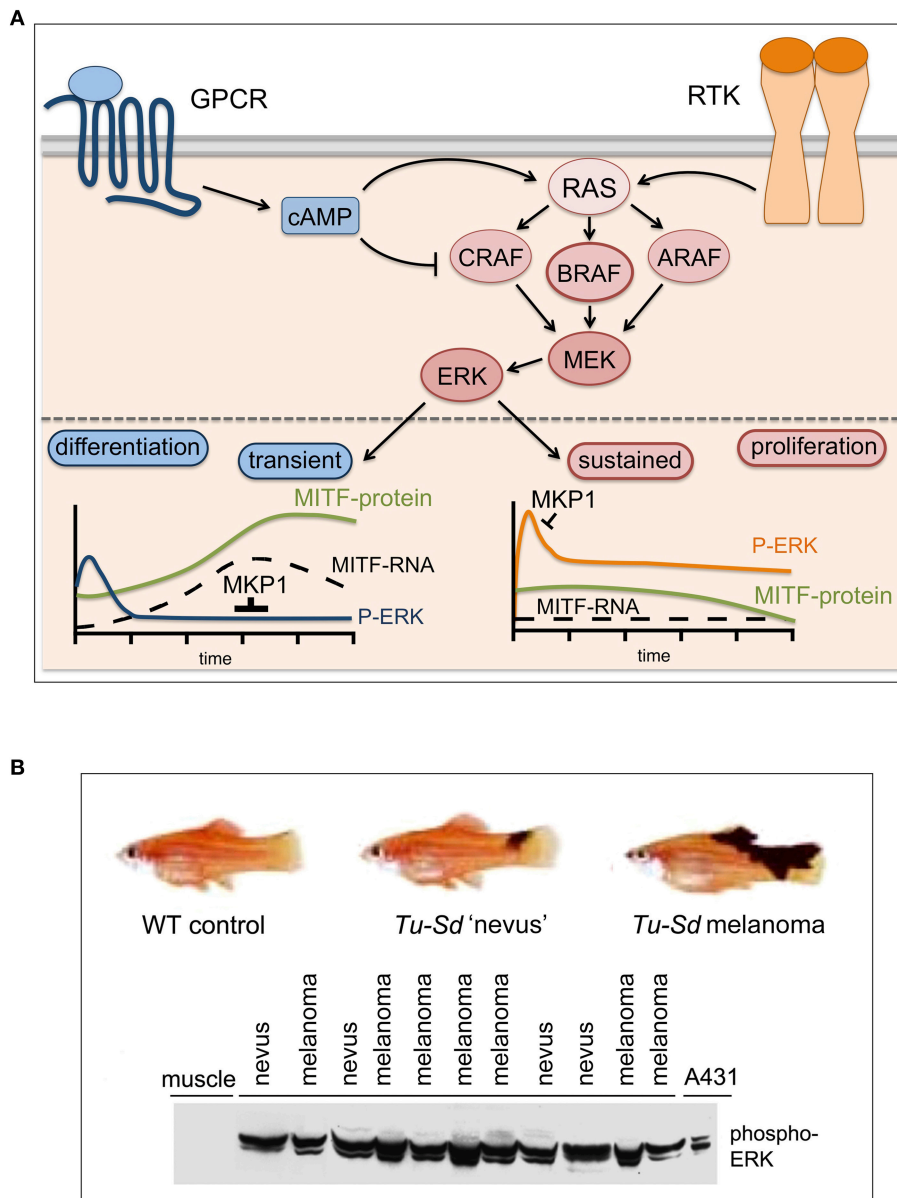 A
GPCR
RTK
cAMP
RAS
CRAF
BRAF
ARAF
MEK
ERK
differentiation
transient
sustained
proliferation
MITF-protein
MITF-RNA
MKP1
P-ERK
time
MKP1
P-ERK
MITF-protein
MITF-RNA
time
B
WT control
Tu-Sd 'nevus'
Tu-Sd melanoma
muscle
nevus
melanoma
nevus
melanoma
melanoma
melanoma
melanoma
nevus
nevus
melanoma
melanoma
A431
phospho-
ERK